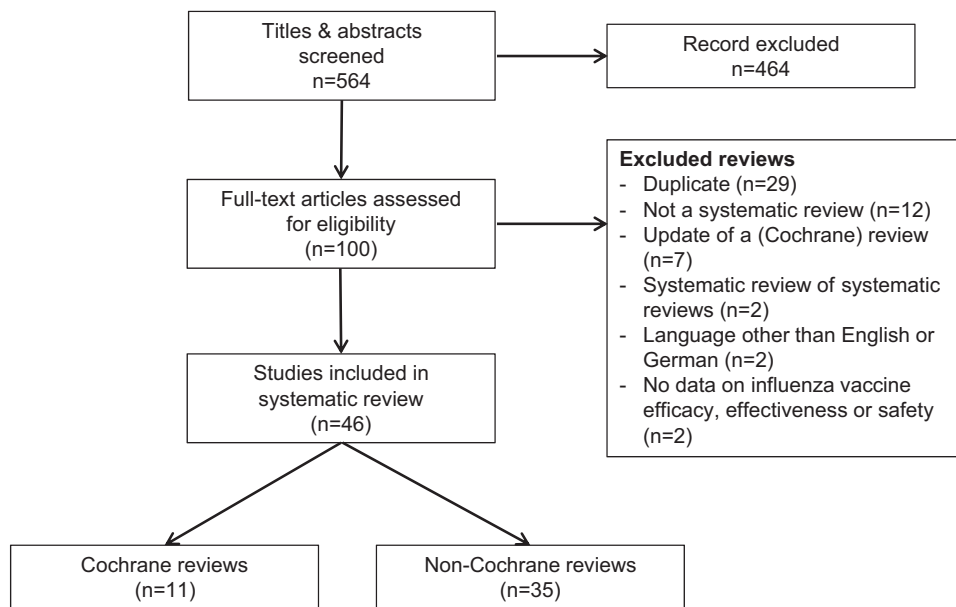 Titles & abstracts
screened
n=564
Record excluded
n=464
Full-text articles assessed
for eligibility
(n=100)
Excluded reviews
- Duplicate (n=29)
- Not a systematic review (n=12)
- Update of a (Cochrane) review
(n=7)
- Systematic review of systematic
reviews (n=2)
- Language other than English or
German (n=2)
- No data on influenza vaccine
efficacy, effectiveness or safety
(n=2)
Studies included in
systematic review
(n=46)
Cochrane reviews
(n=11)
Non-Cochrane reviews
(n=35)